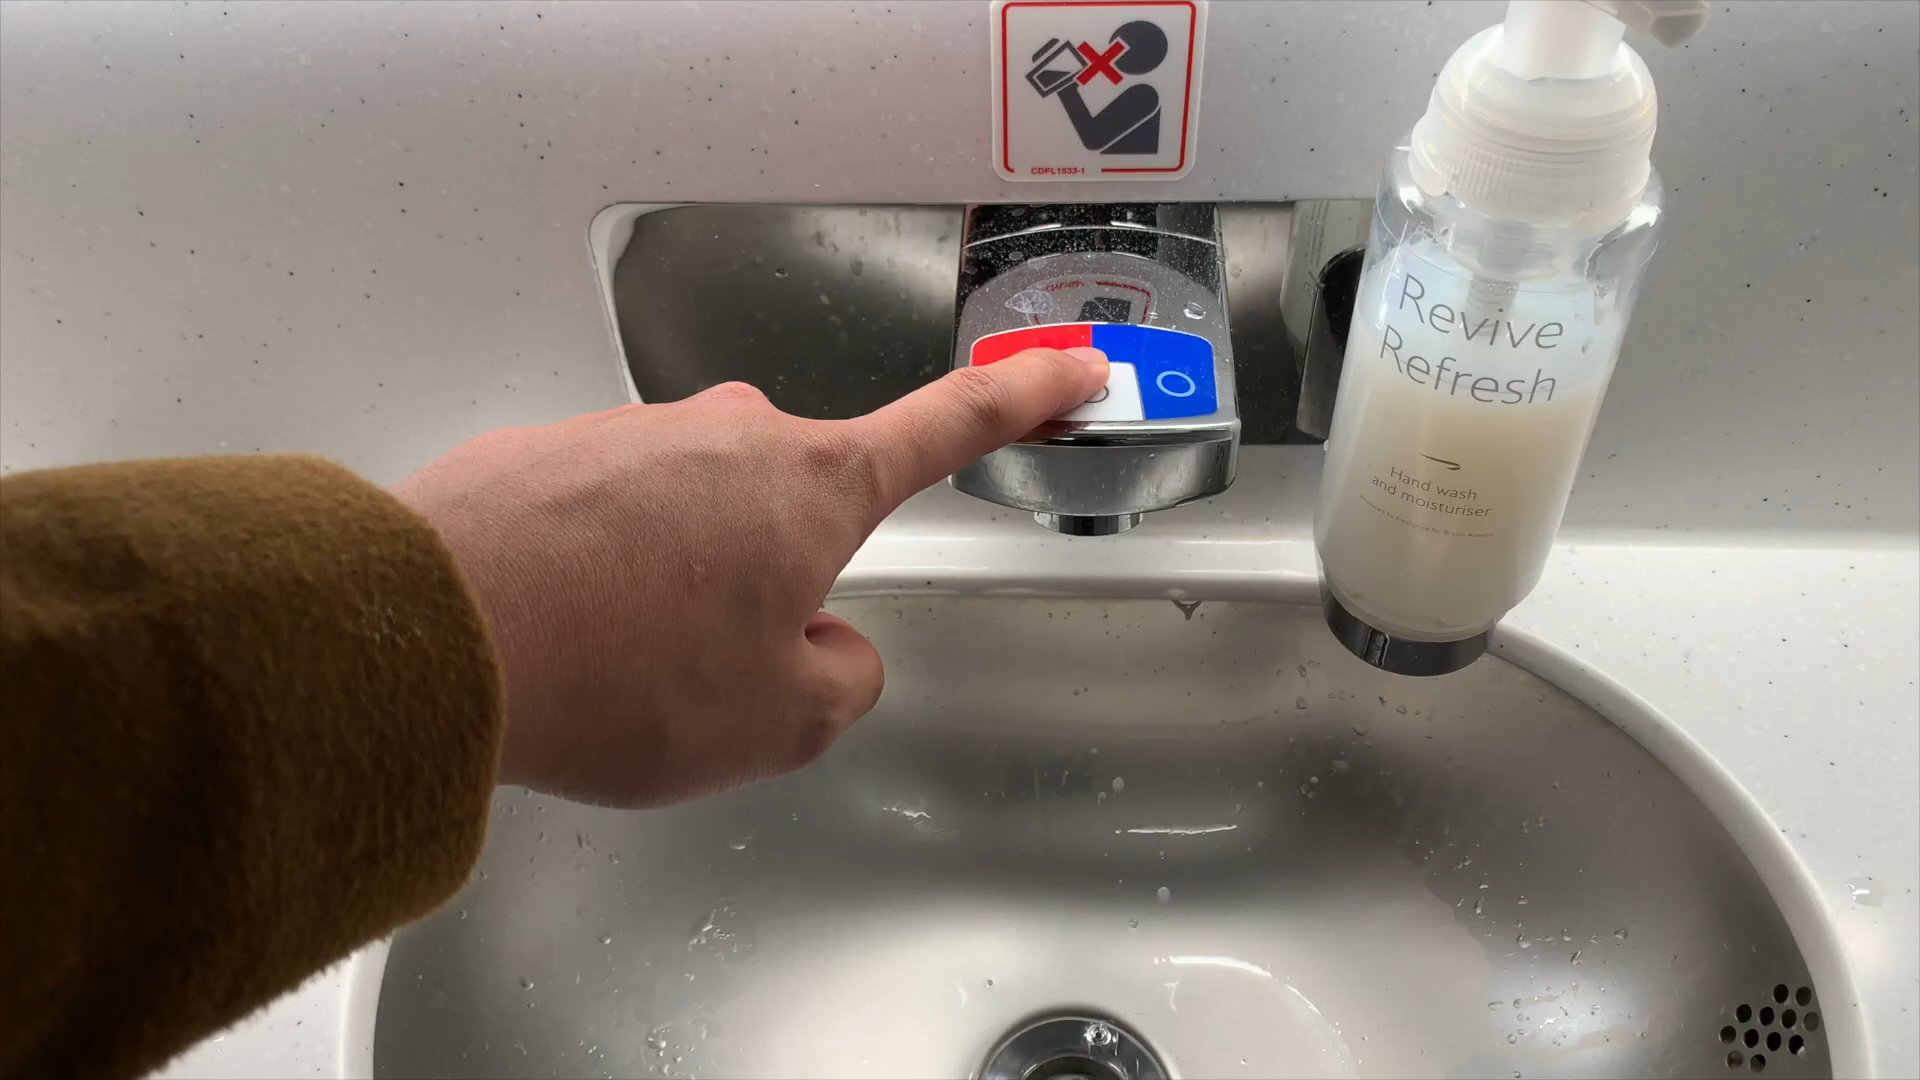 CDPL1533-1
Revive
Refresh
Hand wash
and moisturiser